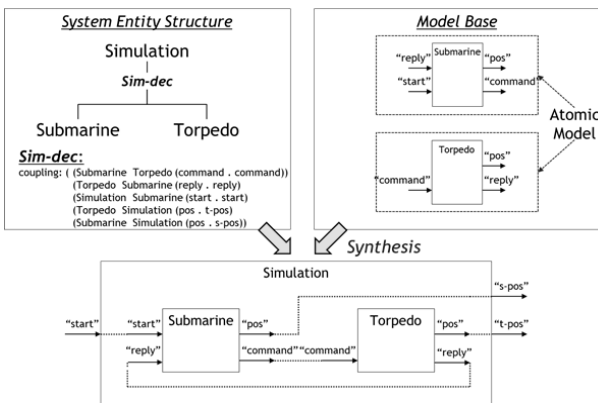 System Entity Structure
Simulation
Sim-dec
Submarine Torpedo
Sim-dec:
coupling: ( (Submarine Torpedo (command . command))
(Torpedo Submarine (reply . reply)
(Simulation Submarine (start . start)
(Torpedo Simulation (pos . t-pos)
(Submarine Simulation (pos . s-pos))
Model Base
Submarine
“reply” “pos”
“start” “command”
Atomic
Model
Torpedo
“pos”
“command” “reply”
Synthesis
Simulation
“s-pos”
“start” “start” Submarine “pos” Torpedo “pos” “t-pos”
“reply” “command” “command” “reply”